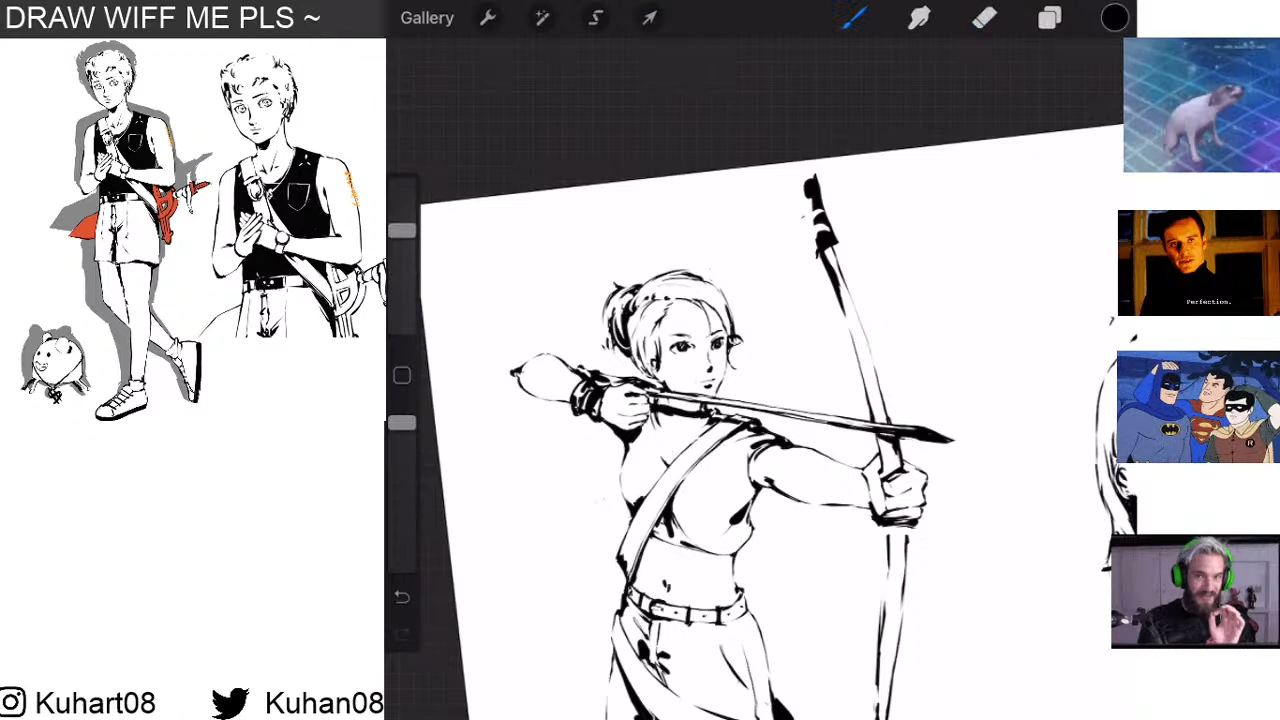 DRAW WIFF ME PLS ~
Gallery
Perfection.
Kuhart08
Kuhan08